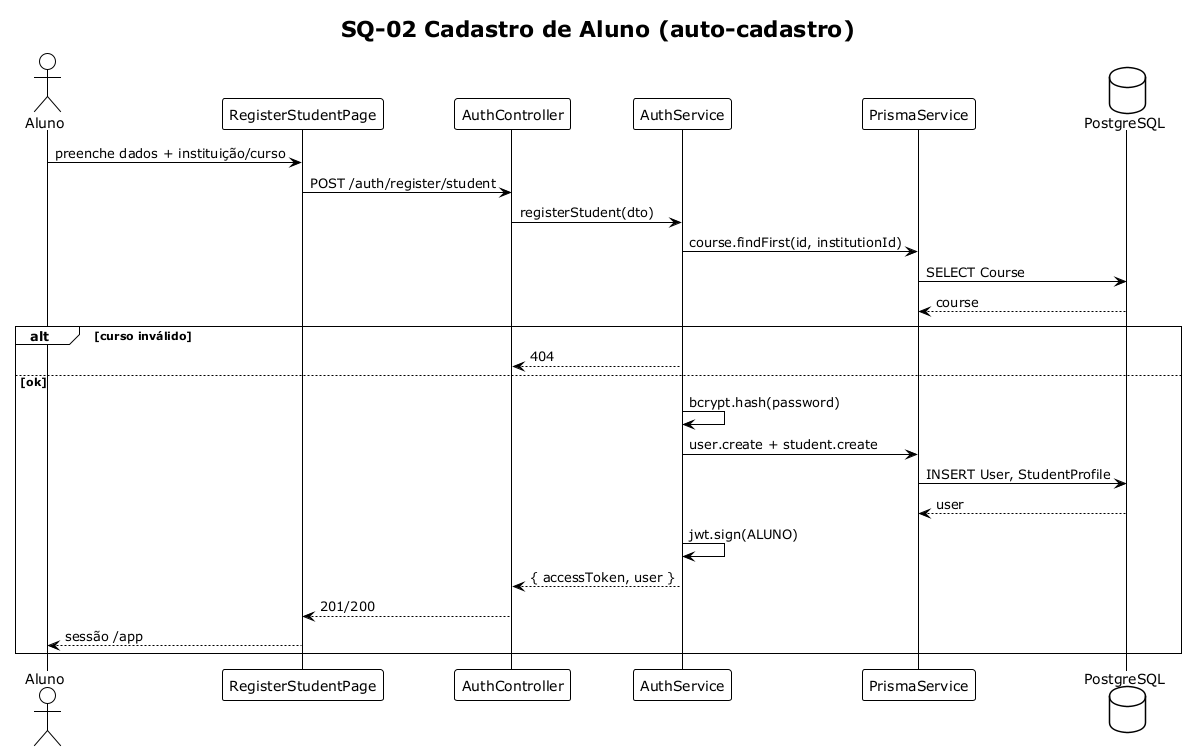 SQ-02 Cadastro de Aluno (auto-cadastro)
Aluno
RegisterStudentPage
AuthController
AuthService
PrismaService
PostgreSQL
preenche dados + instituição/curso
POST /auth/register/student
registerStudent(dto)
course.findFirst(id, institutionId)
SELECT Course
course
alt [curso inválido]
404
[ok]
bcrypt.hash(password)
user.create + student.create
INSERT User, StudentProfile
user
jwt.sign(ALUNO)
{ accessToken, user }
201/200
sessão /app
Aluno
RegisterStudentPage
AuthController
AuthService
PrismaService
PostgreSQL